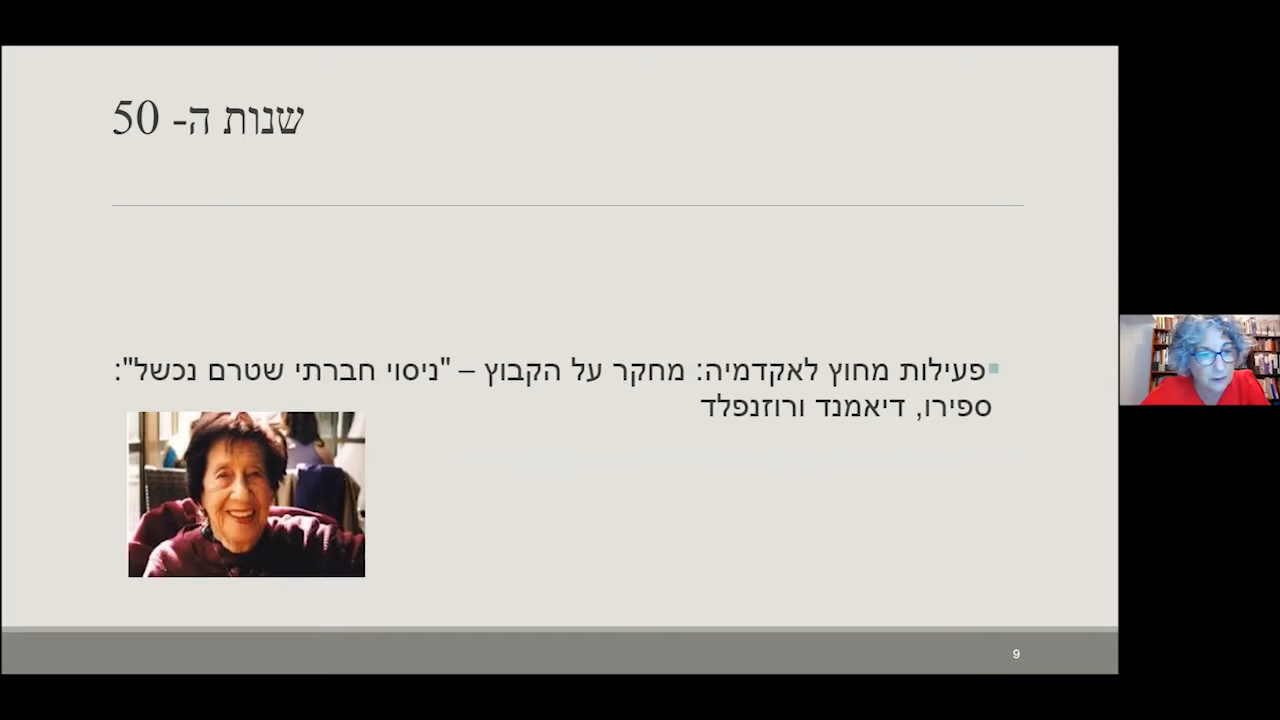 שנות ה- 50
פעילות מחוץ לאקדמיה: מחקר על הקבוץ – "ניסוי חברתי שטרם נכשל":
ספירו, דיאמנד ורוזנפלד
9